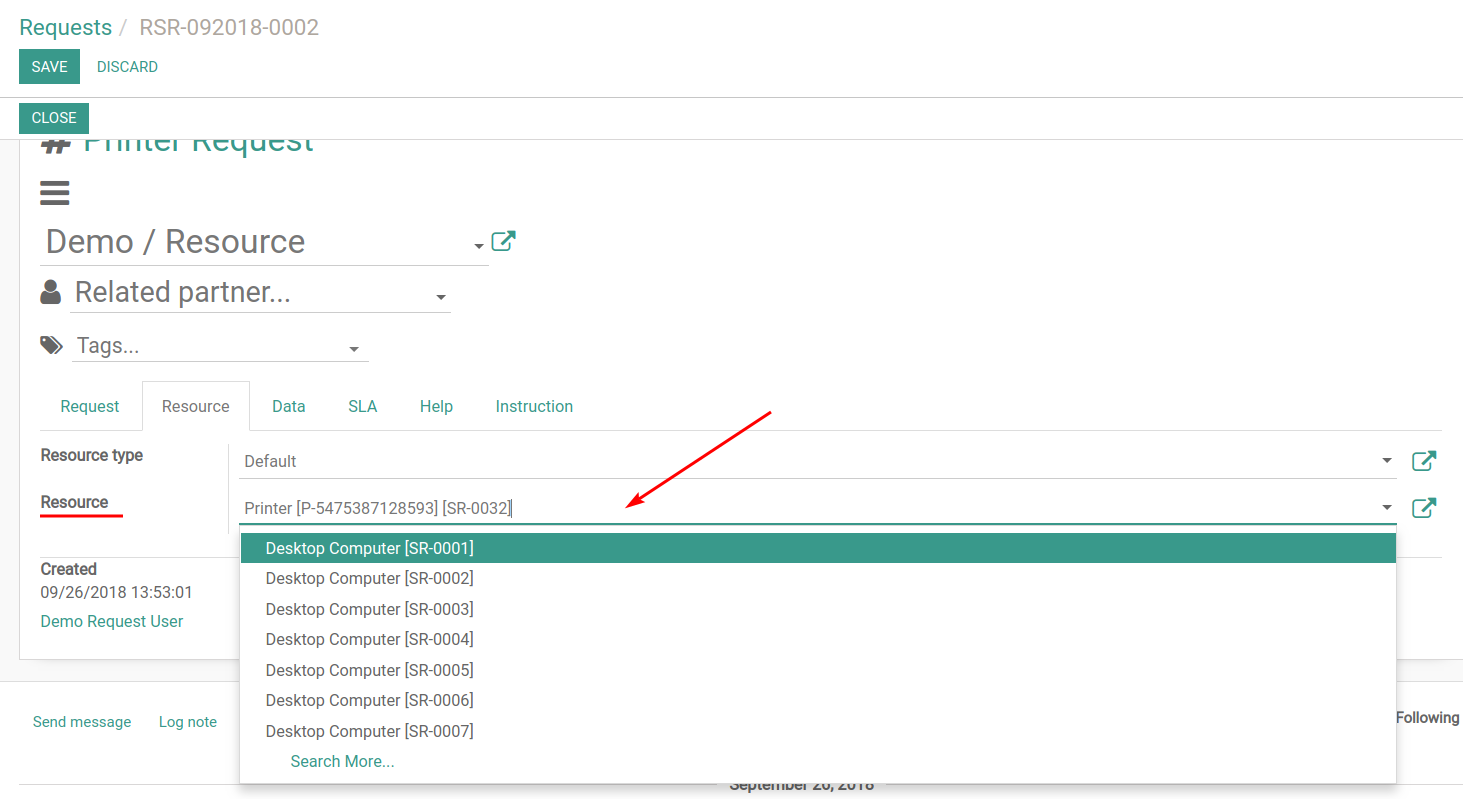 Requests / RSR-092018-0002
SAVE DISCARD
CLOSE
# Printer Request
Demo / Resource
Related partner...
Tags...
Request Resource Data SLA Help Instruction
Resource type Default
Resource Printer [P-5475387128593] [SR-0032]
Desktop Computer [SR-0001]
Created
Desktop Computer [SR-0002]
09/26/2018 13:53:01
Desktop Computer [SR-0003]
Demo Request User
Desktop Computer [SR-0004]
Desktop Computer [SR-0005]
Desktop Computer [SR-0006]
Send message Log note Following
Desktop Computer [SR-0007]
Search More...
September 26, 2018